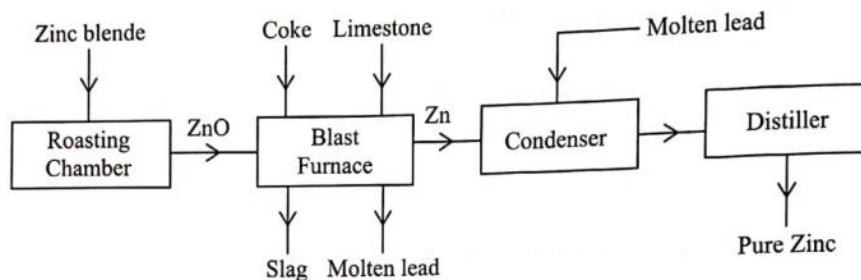 Zinc blende
Coke
Limestone
Molten lead
Roasting
Chamber
ZnO
Blast
Furnace
Zn
Condenser
Distiller
Slag
Molten lead
Pure Zinc